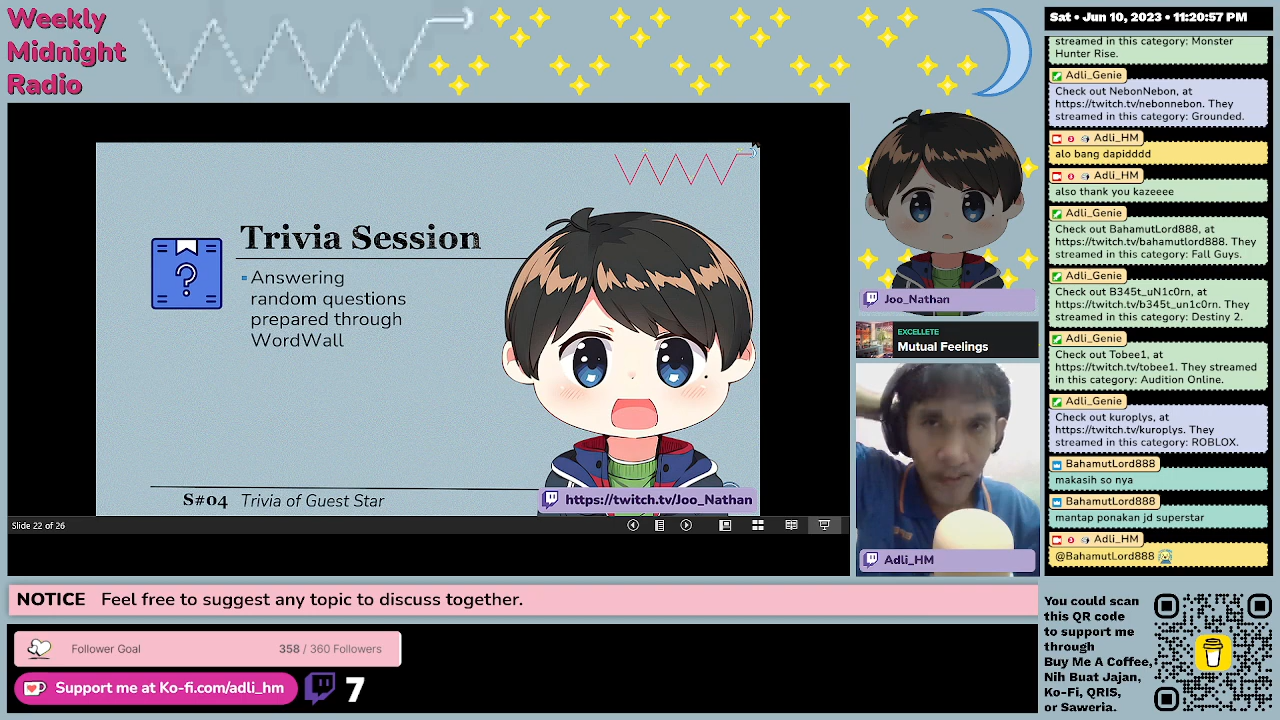 Weekly
Midnight
Radio
Sat • Jun 10, 2023 • 11:20:57 PM
streamed in this category: Monster
Hunter Rise.
Adli_Genie
Check out NebonNebon, at
https://twitch.tv/nebonnebon. They
streamed in this category: Grounded.
Adli_HM
alo bang dapidddd
Adli_HM
also thank you kazeeee
Adli_Genie
Check out BahamutLord888, at
https://twitch.tv/bahamutlord888. They
streamed in this category: Fall Guys.
Adli_Genie
Check out B345t_uN1c0rn, at
https://twitch.tv/b345t_un1c0rn. They
streamed in this category: Destiny 2.
Adli_Genie
Check out Tobee1, at
https://twitch.tv/tobee1. They streamed
in this category: Audition Online.
Adli_Genie
Check out kuroplys, at
https://twitch.tv/kuroplys. They
streamed in this category: ROBLOX.
BahamutLord888
makasih so nya
BahamutLord888
mantap ponakan jd superstar
Adli_HM
@BahamutLord888
Trivia Session
Answering
random questions
prepared through
WordWall
S#04 Trivia of Guest Star
https://twitch.tv/Joo_Nathan
Slide 22 of 26
Joo_Nathan
EXCELLETE
Mutual Feelings
Adli_HM
NOTICE Feel free to suggest any topic to discuss together.
Follower Goal 358 / 360 Followers
Support me at Ko-fi.com/adli_hm
7
You could scan
this QR code
to support me
through
Buy Me A Coffee,
Nih Buat Jajan,
Ko-Fi, QRIS,
or Saweria.